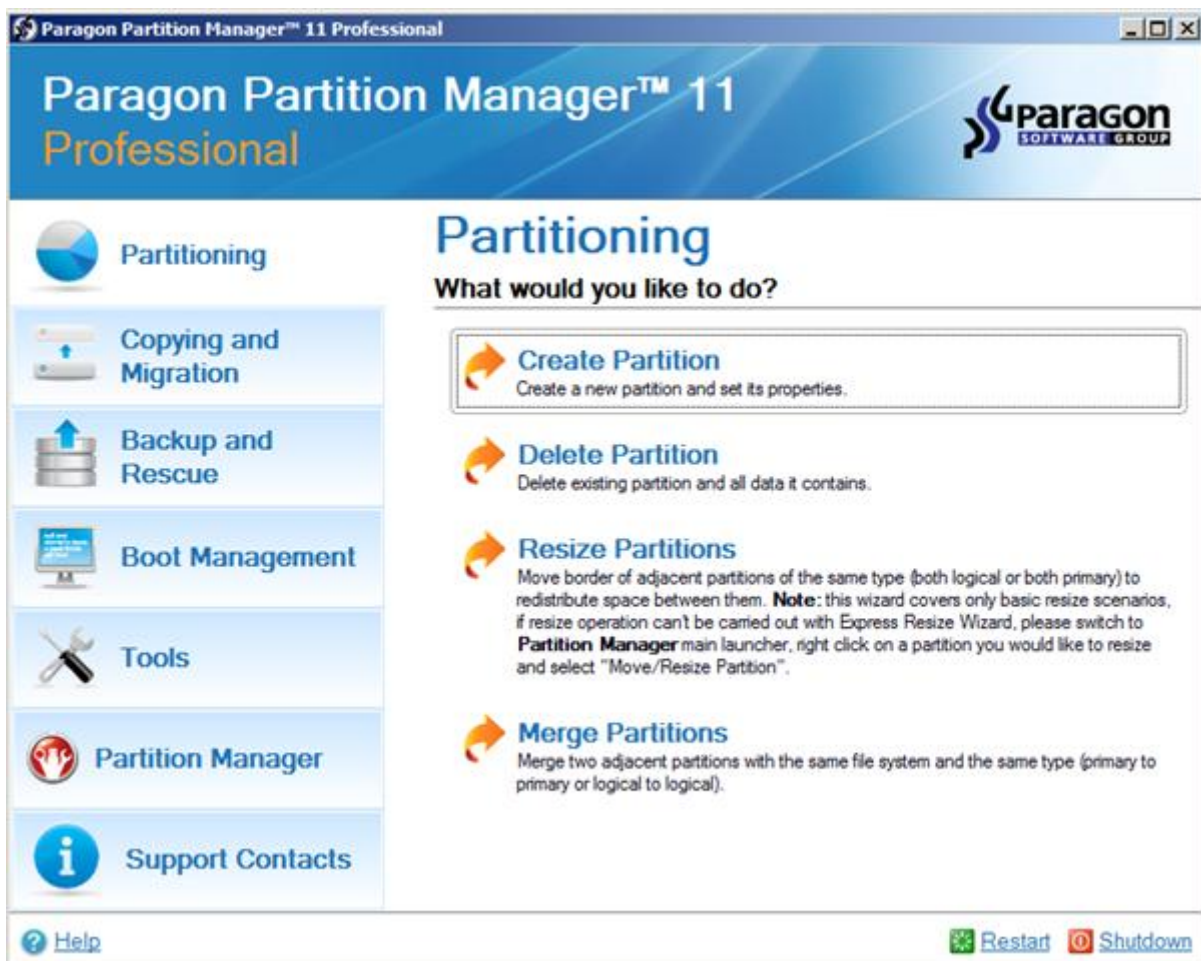 Paragon Partition Manager™ 11 Professional
Paragon Partition Manager™ 11
Professional
Paragon
SOFTWARE GROUP
Partitioning
Copying and
Migration
Backup and
Rescue
Boot Management
Tools
Partition Manager
Support Contacts
Partitioning
What would you like to do?
Create Partition
Create a new partition and set its properties.
Delete Partition
Delete existing partition and all data it contains.
Resize Partitions
Move border of adjacent partitions of the same type (both logical or both primary) to
redistribute space between them. Note: this wizard covers only basic resize scenarios,
if resize operation can't be carried out with Express Resize Wizard, please switch to
Partition Manager main launcher, right click on a partition you would like to resize
and select "Move/Resize Partition".
Merge Partitions
Merge two adjacent partitions with the same file system and the same type (primary to
primary or logical to logical).
Help
Restart
Shutdown